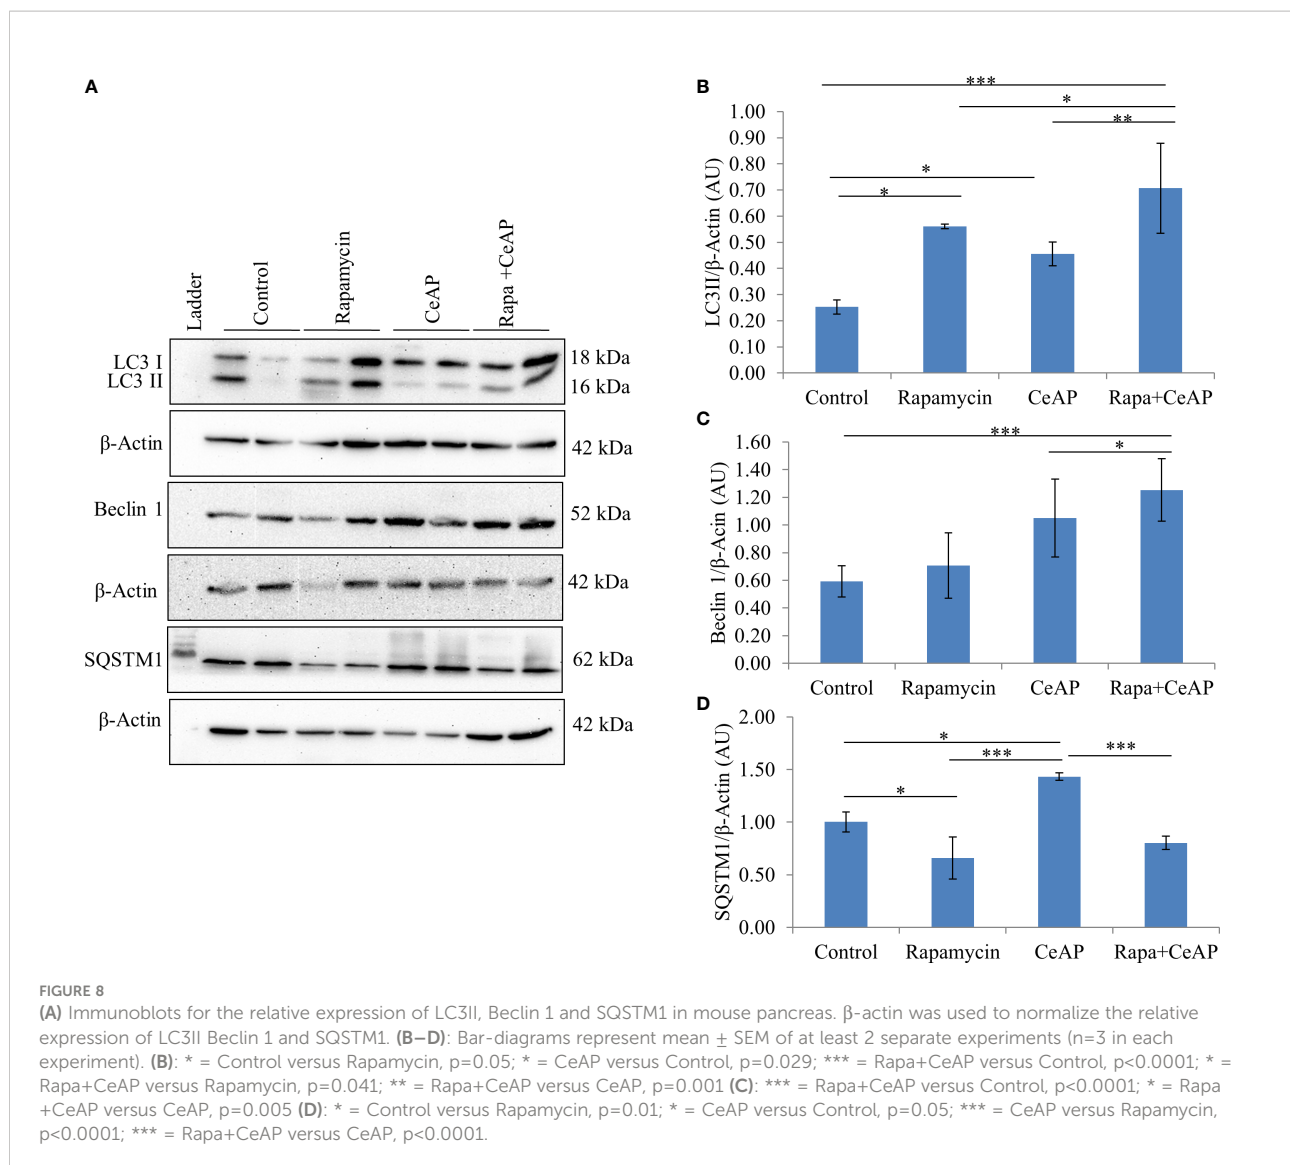 A
Ladder
Control
Rapamycin
CeAP
Rapa +CeAP
LC3 I
18 kDa
LC3 II
16 kDa
β-Actin
42 kDa
Beclin 1
52 kDa
β-Actin
42 kDa
SQSTM1
62 kDa
β-Actin
42 kDa
B
***
*
**
*
*
LC3II/β-Actin (AU)
1.00
0.90
0.80
0.70
0.60
0.50
0.40
0.30
0.20
0.10
0.00
Control Rapamycin CeAP Rapa+CeAP
C
***
*
Beclin 1/β-Acin (AU)
1.60
1.40
1.20
1.00
0.80
0.60
0.40
0.20
0.00
Control Rapamycin CeAP Rapa+CeAP
D
*
***
***
*
SQSTM1/β-Actin (AU)
2.00
1.50
1.00
0.50
0.00
Control Rapamycin CeAP Rapa+CeAP
FIGURE 8
(A) Immunoblots for the relative expression of LC3II, Beclin 1 and SQSTM1 in mouse pancreas. β-actin was used to normalize the relative
expression of LC3II Beclin 1 and SQSTM1. (B–D): Bar-diagrams represent mean ± SEM of at least 2 separate experiments (n=3 in each
experiment). (B): * = Control versus Rapamycin, p=0.05; * = CeAP versus Control, p=0.029; *** = Rapa+CeAP versus Control, p<0.0001; * =
Rapa+CeAP versus Rapamycin, p=0.041; ** = Rapa+CeAP versus CeAP, p=0.001 (C): *** = Rapa+CeAP versus Control, p<0.0001; * = Rapa
+CeAP versus CeAP, p=0.005 (D): * = Control versus Rapamycin, p=0.01; * = CeAP versus Control, p=0.05; *** = CeAP versus Rapamycin,
p<0.0001; *** = Rapa+CeAP versus CeAP, p<0.0001.